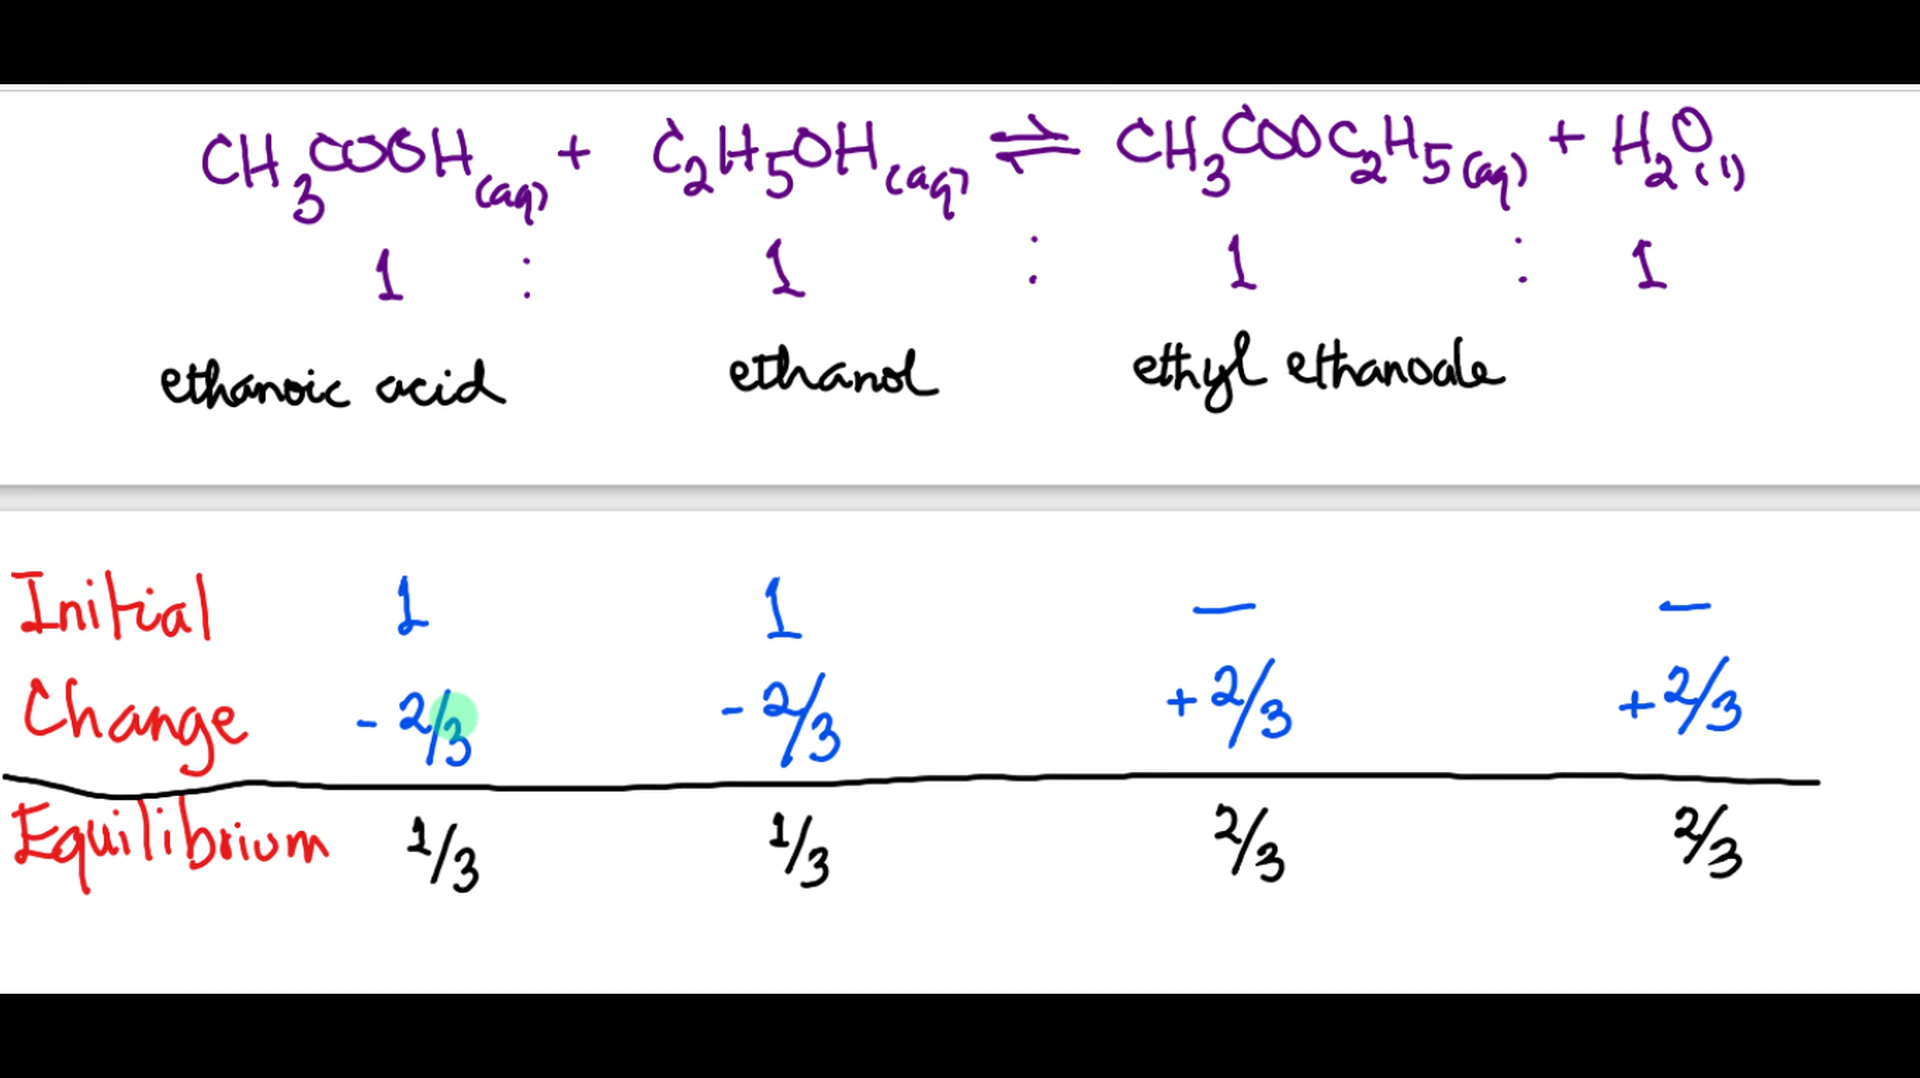 CH₃COOH(aq) + C₂H₅OH(aq) ⇌ CH₃COOC₂H₅(aq) + H₂O(l)
1 : 1 : 1 : 1
ethanoic acid ethanol ethyl ethanoate
Initial 1 1 — —
Change - 2/3 - 2/3 + 2/3 + 2/3
Equilibrium 1/3 1/3 2/3 2/3